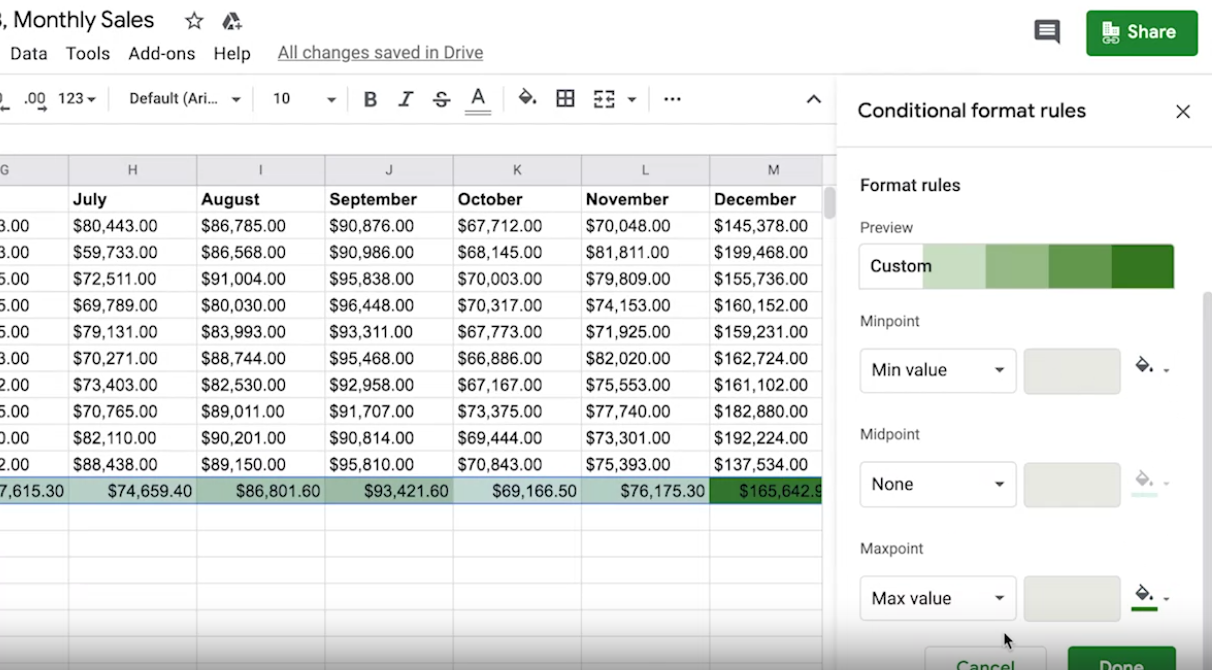 , Monthly Sales
Data Tools Add-ons Help All changes saved in Drive
Share
.00 123 Default (Ari... 10 B I S A ...
Conditional format rules
G H I J K L M
July August September October November December
3.00 $80,443.00 $86,785.00 $90,876.00 $67,712.00 $70,048.00 $145,378.00
3.00 $59,733.00 $86,568.00 $90,986.00 $68,145.00 $81,811.00 $199,468.00
5.00 $72,511.00 $91,004.00 $95,838.00 $70,003.00 $79,809.00 $155,736.00
5.00 $69,789.00 $80,030.00 $96,448.00 $70,317.00 $74,153.00 $160,152.00
5.00 $79,131.00 $83,993.00 $93,311.00 $67,773.00 $71,925.00 $159,231.00
3.00 $70,271.00 $88,744.00 $95,468.00 $66,886.00 $82,020.00 $162,724.00
2.00 $73,403.00 $82,530.00 $92,958.00 $67,167.00 $75,553.00 $161,102.00
5.00 $70,765.00 $89,011.00 $91,707.00 $73,375.00 $77,740.00 $182,880.00
0.00 $82,110.00 $90,201.00 $90,814.00 $69,444.00 $73,301.00 $192,224.00
2.00 $88,438.00 $89,150.00 $95,810.00 $70,843.00 $75,393.00 $137,534.00
7,615.30 $74,659.40 $86,801.60 $93,421.60 $69,166.50 $76,175.30 $165,642.9
Format rules
Preview
Custom
Minpoint
Min value
Midpoint
None
Maxpoint
Max value
Cancel Done